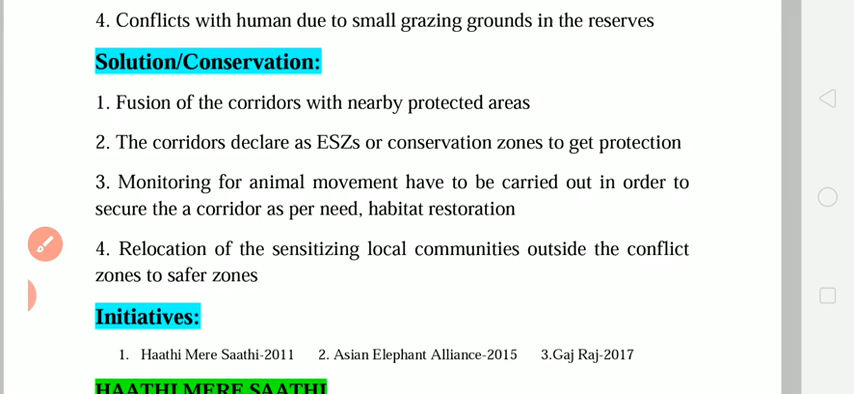 4. Conflicts with human due to small grazing grounds in the reserves
Solution/Conservation:
1. Fusion of the corridors with nearby protected areas
2. The corridors declare as ESZs or conservation zones to get protection
3. Monitoring for animal movement have to be carried out in order to
secure the a corridor as per need, habitat restoration
4. Relocation of the sensitizing local communities outside the conflict
zones to safer zones
Initiatives:
1. Haathi Mere Saathi-2011 2. Asian Elephant Alliance-2015 3.Gaj Raj-2017
HAATHI MERE SAATHI